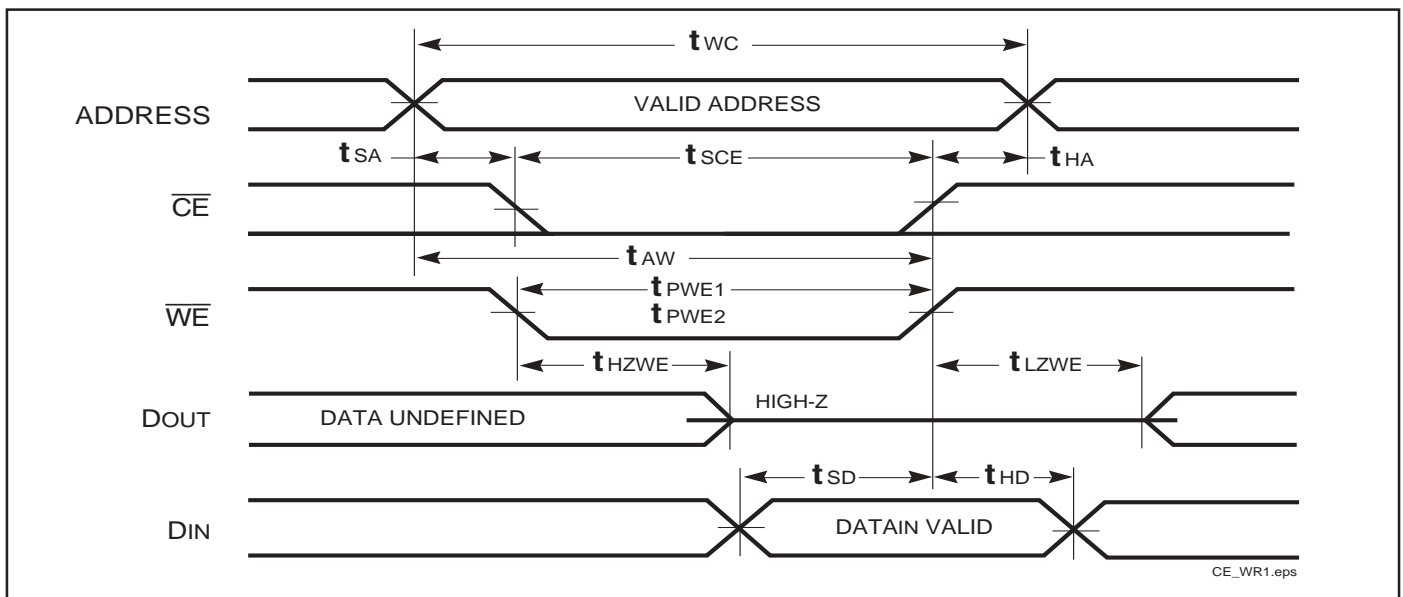 tWC
ADDRESS
VALID ADDRESS
tSA
tSCE
tHA
CE
tAW
WE
tPWE1
tPWE2
tHZWE
tLZWE
DOUT
DATA UNDEFINED
HIGH-Z
tSD
tHD
DIN
DATAIN VALID
CE_WR1.eps